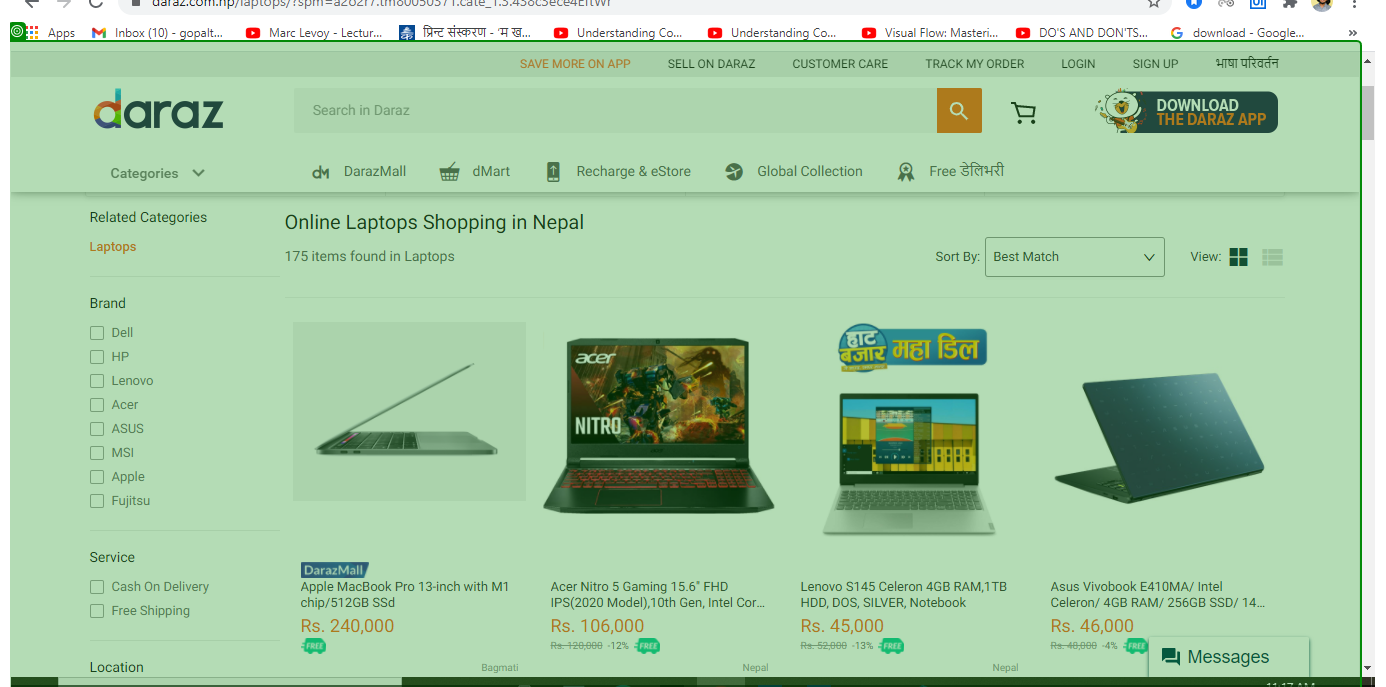 daraz.com.np/laptops/?spm=a2o2f7.tm80050371.cate_1.3.438c3ece4EftWr
Apps Inbox (10) - gopalt... Marc Levoy - Lectur... प्रिन्ट संस्करण - 'म ख... Understanding Co... Understanding Co... Visual Flow: Masteri... DO'S AND DON'TS... download - Google... »
SAVE MORE ON APP SELL ON DARAZ CUSTOMER CARE TRACK MY ORDER LOGIN SIGN UP भाषा परिवर्तन
daraz Search in Daraz DOWNLOAD
THE DARAZ APP
Categories DarazMall dMart Recharge & eStore Global Collection Free डेलिभरी
Related Categories
Laptops
Online Laptops Shopping in Nepal
175 items found in Laptops
Sort By: Best Match View:
Brand
Dell
HP
Lenovo
Acer
ASUS
MSI
Apple
Fujitsu
Service
Cash On Delivery
Free Shipping
Location
DarazMall
Apple MacBook Pro 13-inch with M1
chip/512GB SSd
Rs. 240,000
FREE
Bagmati
acer
NITRO
Acer Nitro 5 Gaming 15.6" FHD
IPS(2020 Model),10th Gen, Intel Cor...
Rs. 106,000
Rs. 120,000 -12% FREE
Nepal
हाट
बजार महा डिल
Lenovo S145 Celeron 4GB RAM,1TB
HDD, DOS, SILVER, Notebook
Rs. 45,000
Rs. 52,000 -13% FREE
Nepal
Asus Vivobook E410MA/ Intel
Celeron/ 4GB RAM/ 256GB SSD/ 14...
Rs. 46,000
Rs. 48,000 -4% FREE
Messages